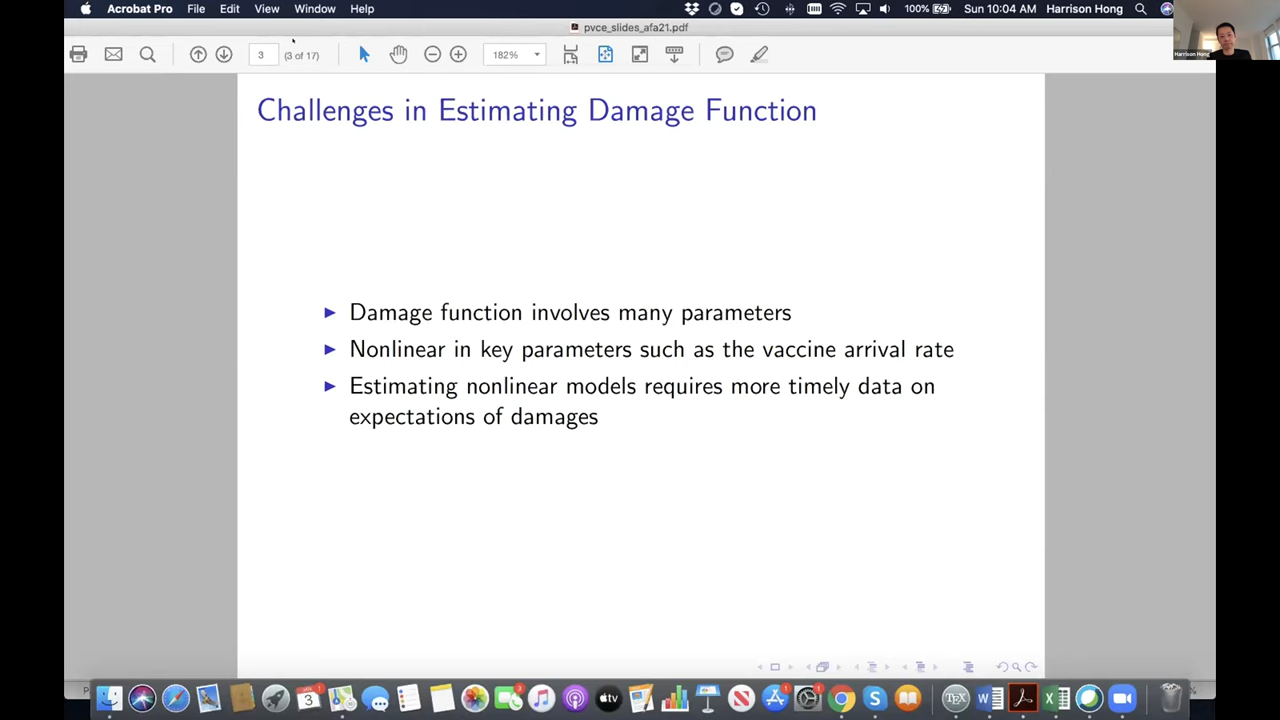 Acrobat Pro File Edit View Window Help 100% Sun 10:04 AM Harrison Hong
pvce_slides_afa21.pdf
Harrison Hong
3 (3 of 17) 182%
Challenges in Estimating Damage Function
Damage function involves many parameters
Nonlinear in key parameters such as the vaccine arrival rate
Estimating nonlinear models requires more timely data on
expectations of damages